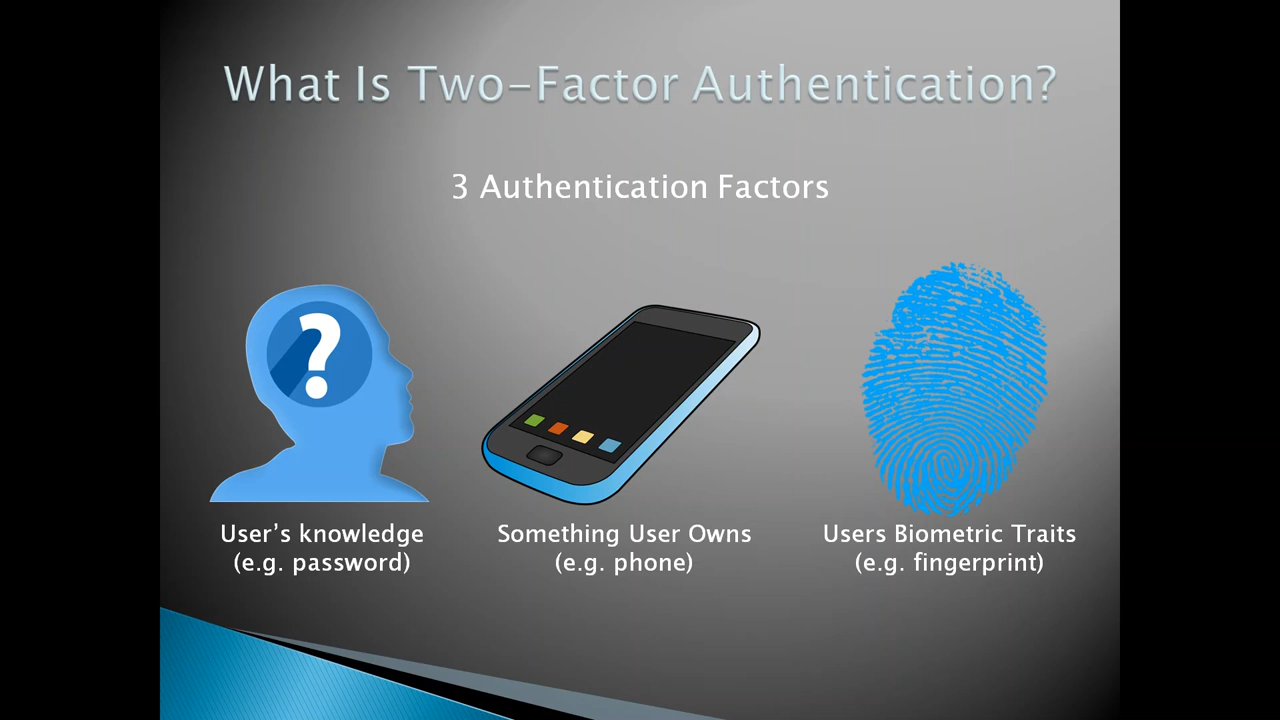 What Is Two-Factor Authentication?
3 Authentication Factors
?
User’s knowledge
(e.g. password)
Something User Owns
(e.g. phone)
Users Biometric Traits
(e.g. fingerprint)